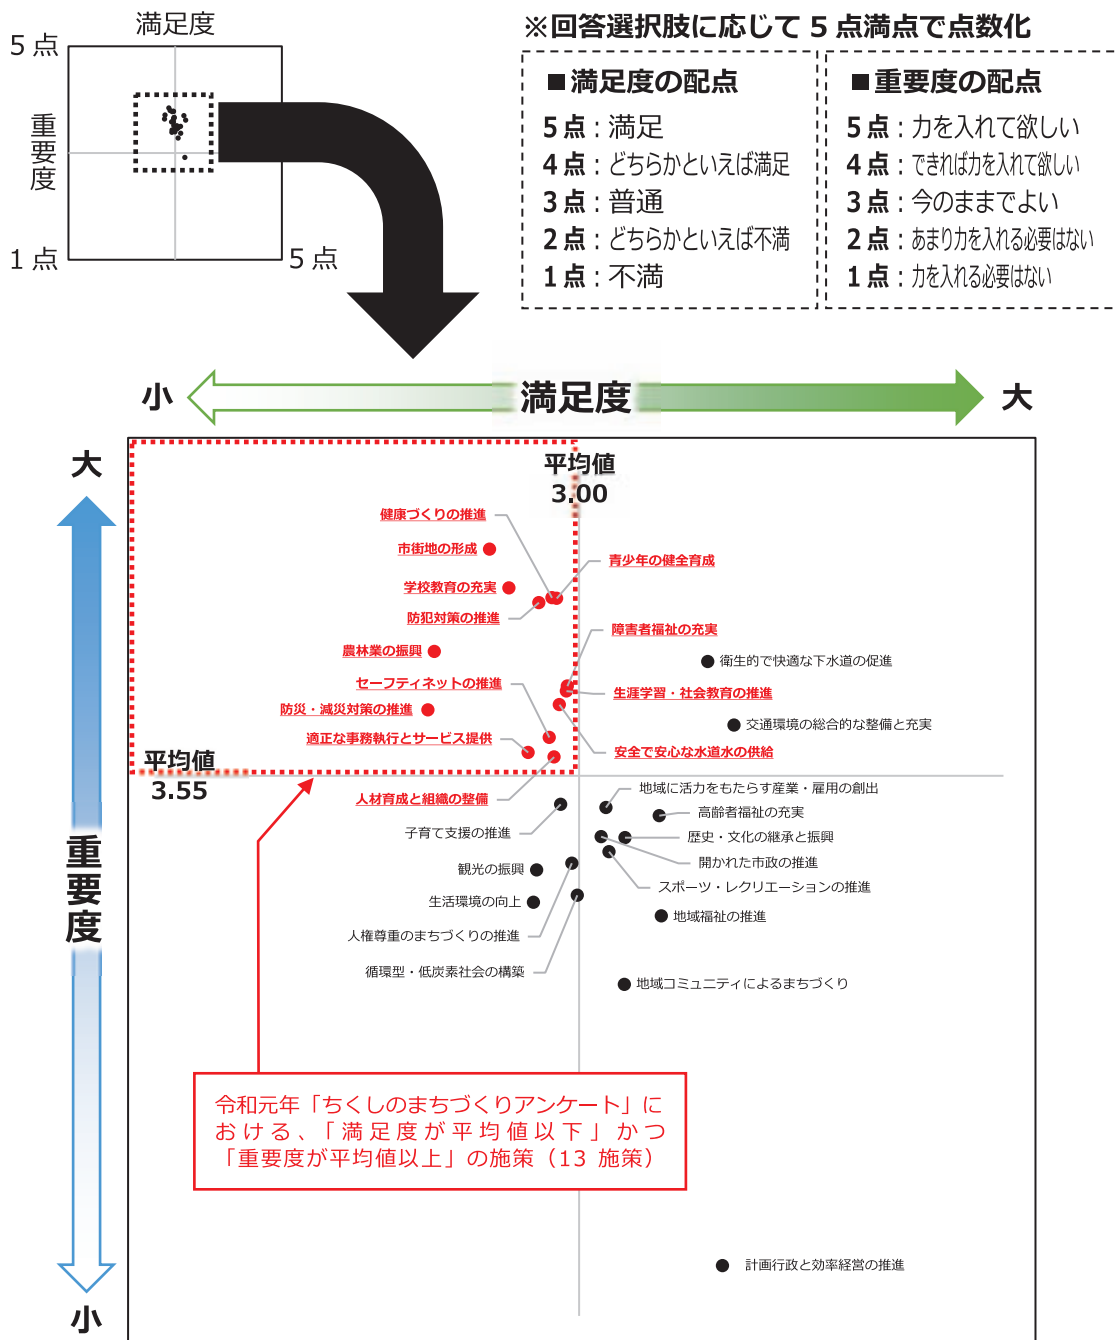 満足度
5 点
重要度
1 点
5 点
※回答選択肢に応じて 5 点満点で点数化
■満足度の配点
5 点：満足
4 点：どちらかといえば満足
3 点：普通
2 点：どちらかといえば不満
1 点：不満
■重要度の配点
5 点：力を入れて欲しい
4 点：できれば力を入れて欲しい
3 点：今のままでよい
2 点：あまり力を入れる必要はない
1 点：力を入れる必要はない
小
満足度
大
大
重要度
小
平均値
3.00
平均値
3.55
健康づくりの推進
市街地の形成
青少年の健全育成
学校教育の充実
防犯対策の推進
障害者福祉の充実
農林業の振興
衛生的で快適な下水道の促進
セーフティネットの推進
生涯学習・社会教育の推進
防災・減災対策の推進
交通環境の総合的な整備と充実
適正な事務執行とサービス提供
安全で安心な水道水の供給
人材育成と組織の整備
地域に活力をもたらす産業・雇用の創出
高齢者福祉の充実
子育て支援の推進
歴史・文化の継承と振興
開かれた市政の推進
観光の振興
スポーツ・レクリエーションの推進
生活環境の向上
地域福祉の推進
人権尊重のまちづくりの推進
循環型・低炭素社会の構築
地域コミュニティによるまちづくり
令和元年「ちくしのまちづくりアンケート」に
おける、「満足度が平均値以下」かつ
「重要度が平均値以上」の施策（13 施策）
計画行政と効率経営の推進